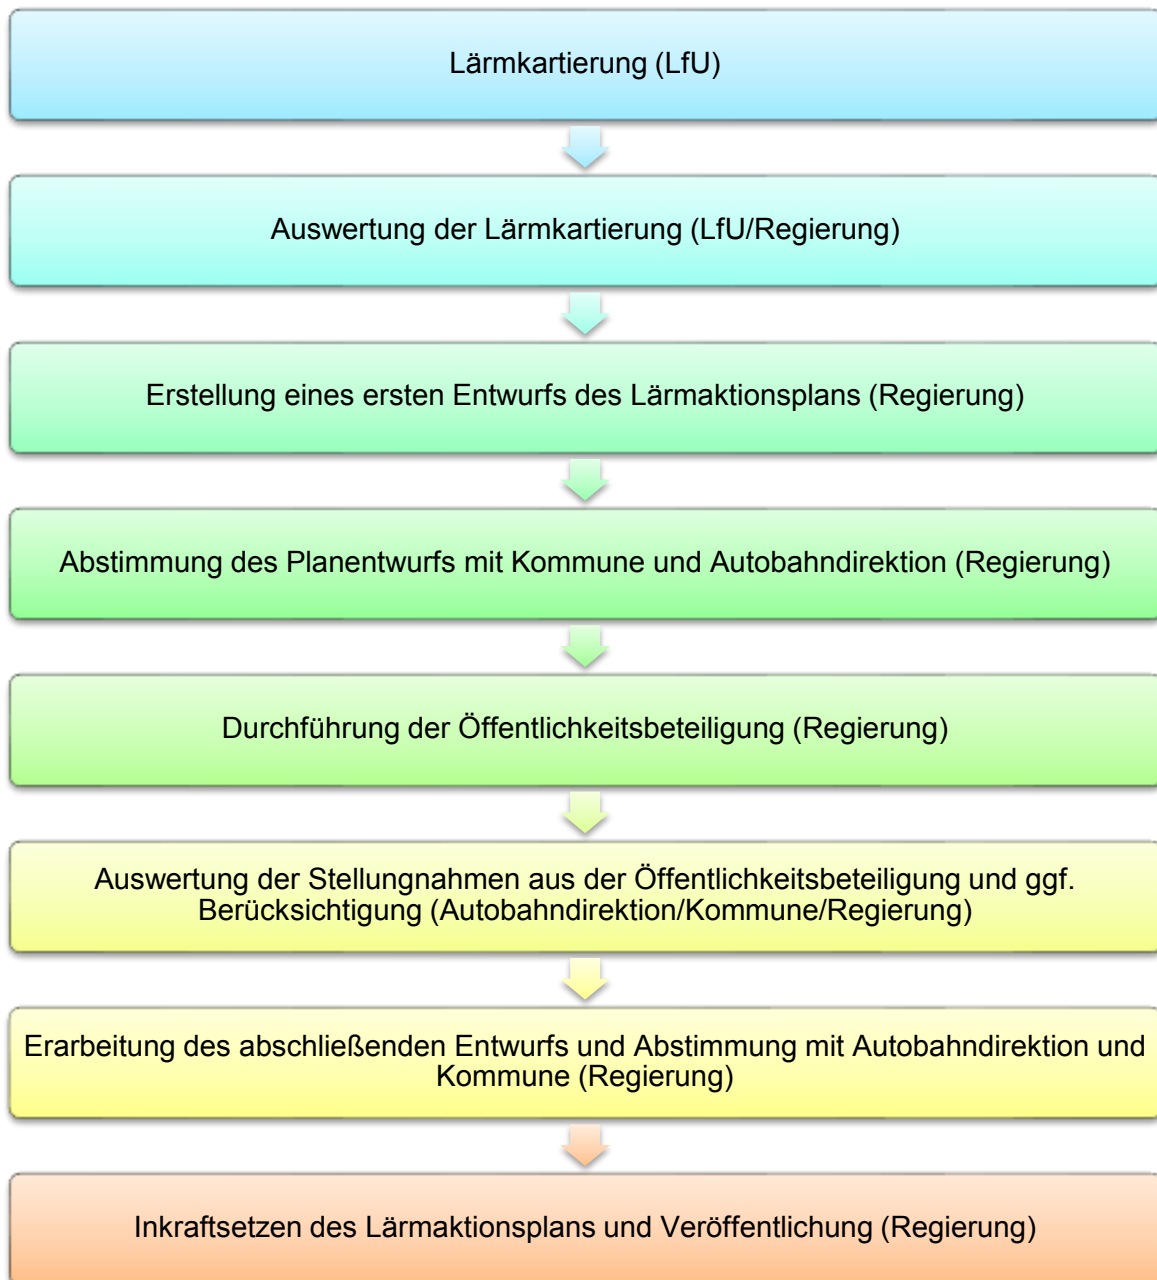 Lärmkartierung (LfU)
Auswertung der Lärmkartierung (LfU/Regierung)
Erstellung eines ersten Entwurfs des Lärmaktionsplans (Regierung)
Abstimmung des Planentwurfs mit Kommune und Autobahndirektion (Regierung)
Durchführung der Öffentlichkeitsbeteiligung (Regierung)
Auswertung der Stellungnahmen aus der Öffentlichkeitsbeteiligung und ggf.
Berücksichtigung (Autobahndirektion/Kommune/Regierung)
Erarbeitung des abschließenden Entwurfs und Abstimmung mit Autobahndirektion und
Kommune (Regierung)
Inkraftsetzen des Lärmaktionsplans und Veröffentlichung (Regierung)